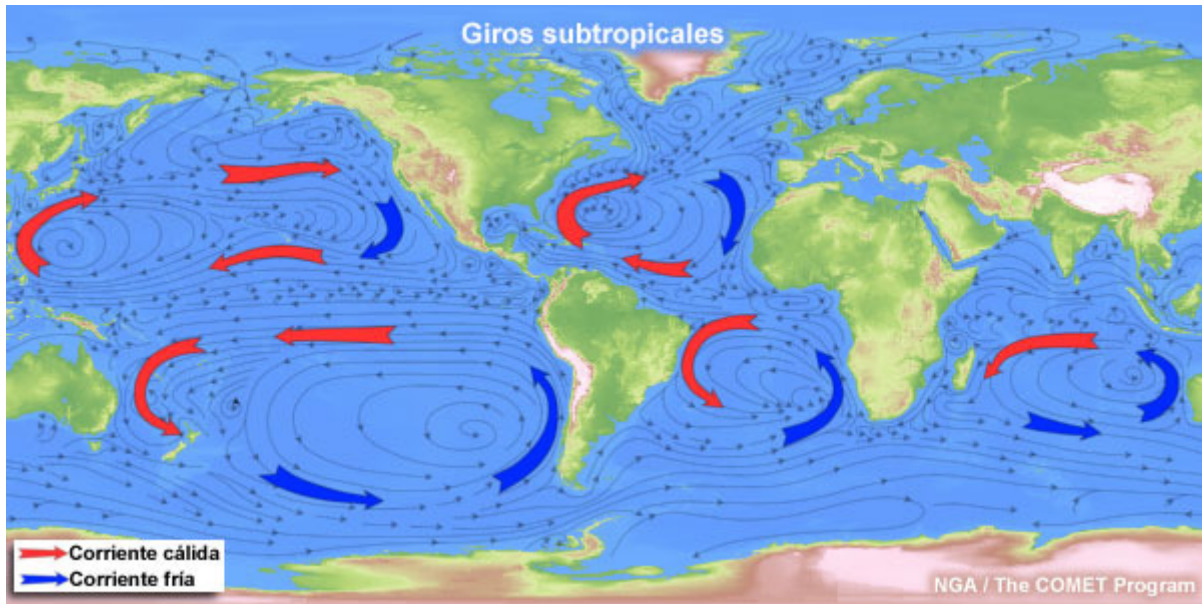 Giros subtropicales
Corriente cálida
Corriente fría
NGA / The COMET Program